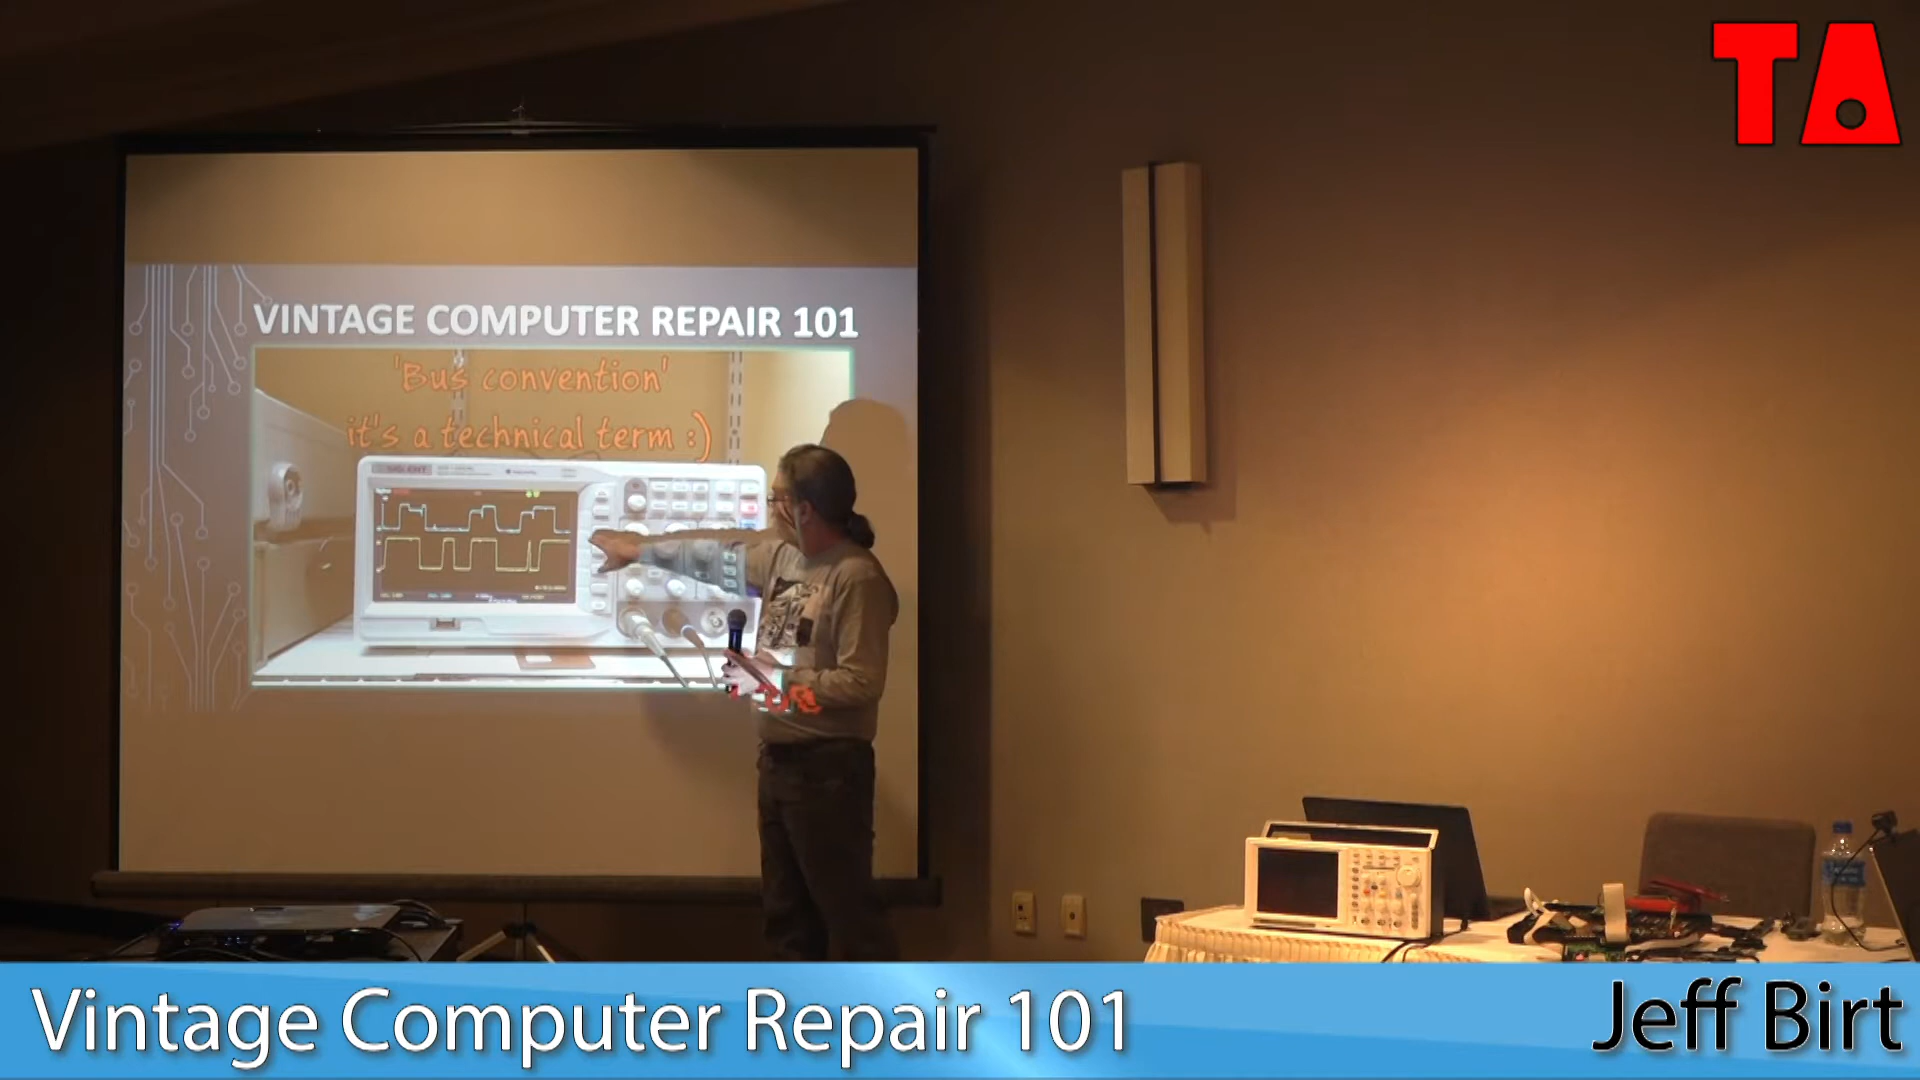 TA
VINTAGE COMPUTER REPAIR 101
'Bus convention'
it's a technical term :)
Vintage Computer Repair 101
Jeff Birt